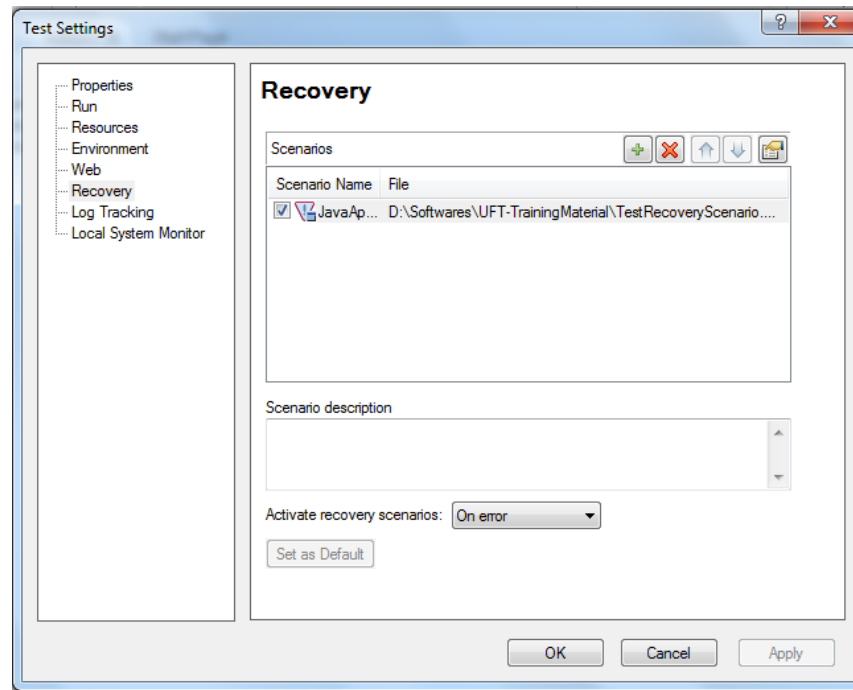 Test Settings
Properties
Run
Resources
Environment
Web
Recovery
Log Tracking
Local System Monitor
Recovery
Scenarios
Scenario Name File
JavaAp... D:\Softwares\UFT-TrainingMaterial\TestRecoveryScenario....
Scenario description
Activate recovery scenarios: On error
Set as Default
OK Cancel Apply